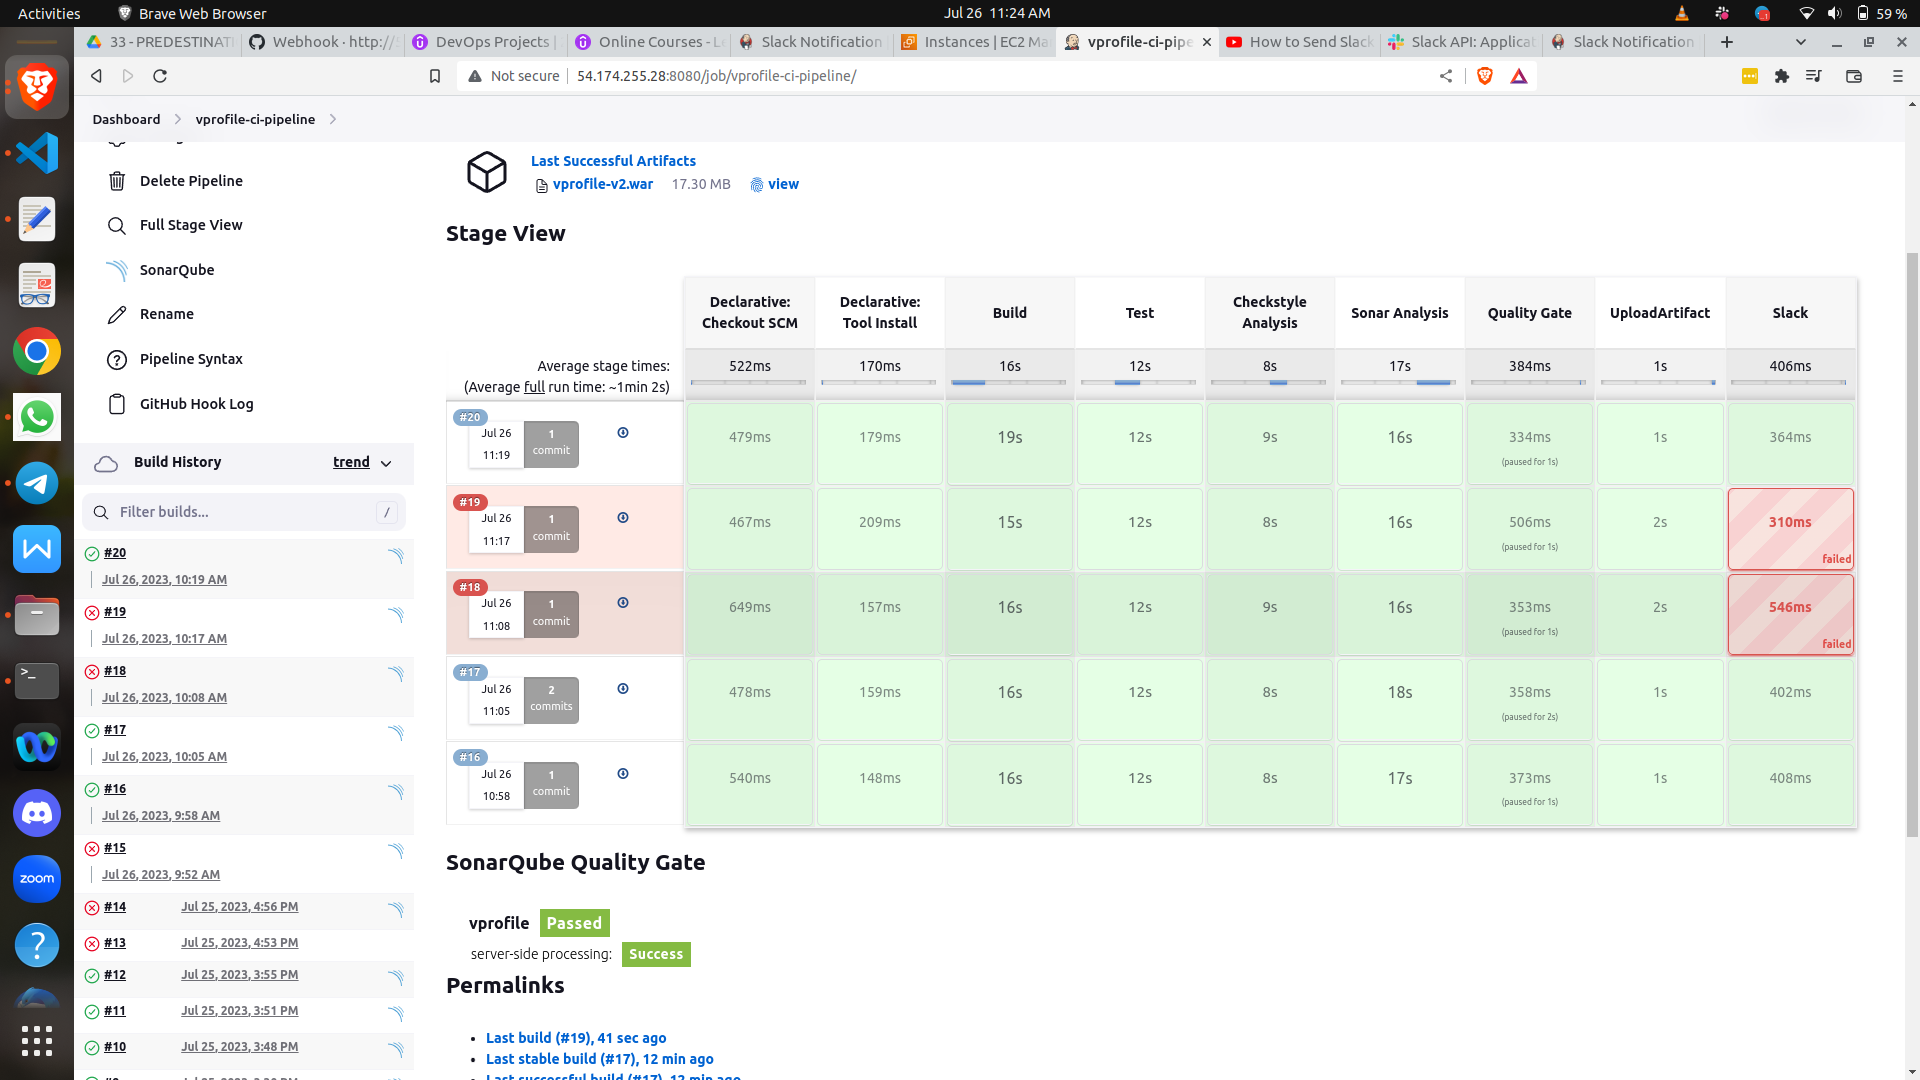 Activities
Brave Web Browser
Jul 26 11:24 AM
59 %
33 - PREDESTINATI
Webhook · http://
DevOps Projects |
Online Courses - Le
Slack Notification
Instances | EC2 Ma
vprofile-ci-pipe
How to Send Slack
Slack API: Applicat
Slack Notification
Not secure
54.174.255.28:8080/job/vprofile-ci-pipeline/
Dashboard
vprofile-ci-pipeline
Delete Pipeline
Full Stage View
SonarQube
Rename
Pipeline Syntax
GitHub Hook Log
Build History
trend
Filter builds...
/
#20
Jul 26, 2023, 10:19 AM
#19
Jul 26, 2023, 10:17 AM
#18
Jul 26, 2023, 10:08 AM
#17
Jul 26, 2023, 10:05 AM
#16
Jul 26, 2023, 9:58 AM
#15
Jul 26, 2023, 9:52 AM
#14 Jul 25, 2023, 4:56 PM
#13 Jul 25, 2023, 4:53 PM
#12 Jul 25, 2023, 3:55 PM
#11 Jul 25, 2023, 3:51 PM
#10 Jul 25, 2023, 3:48 PM
zoom
Last Successful Artifacts
vprofile-v2.war 17.30 MB view
Stage View
Declarative: Checkout SCM
Declarative: Tool Install
Build
Test
Checkstyle Analysis
Sonar Analysis
Quality Gate
UploadArtifact
Slack
Average stage times:
(Average full run time: ~1min 2s)
522ms 170ms 16s 12s 8s 17s 384ms 1s 406ms
#20
Jul 26 11:19
1 commit
479ms 179ms 19s 12s 9s 16s 334ms 1s 364ms
(paused for 1s)
#19
Jul 26 11:17
1 commit
467ms 209ms 15s 12s 8s 16s 506ms 2s 310ms
(paused for 1s)
failed
#18
Jul 26 11:08
1 commit
649ms 157ms 16s 12s 9s 16s 353ms 2s 546ms
(paused for 1s)
failed
#17
Jul 26 11:05
2 commits
478ms 159ms 16s 12s 8s 18s 358ms 1s 402ms
(paused for 2s)
#16
Jul 26 10:58
1 commit
540ms 148ms 16s 12s 8s 17s 373ms 1s 408ms
(paused for 1s)
SonarQube Quality Gate
vprofile Passed
server-side processing: Success
Permalinks
Last build (#19), 41 sec ago
Last stable build (#17), 12 min ago
Last successful build (#17), 12 min ago